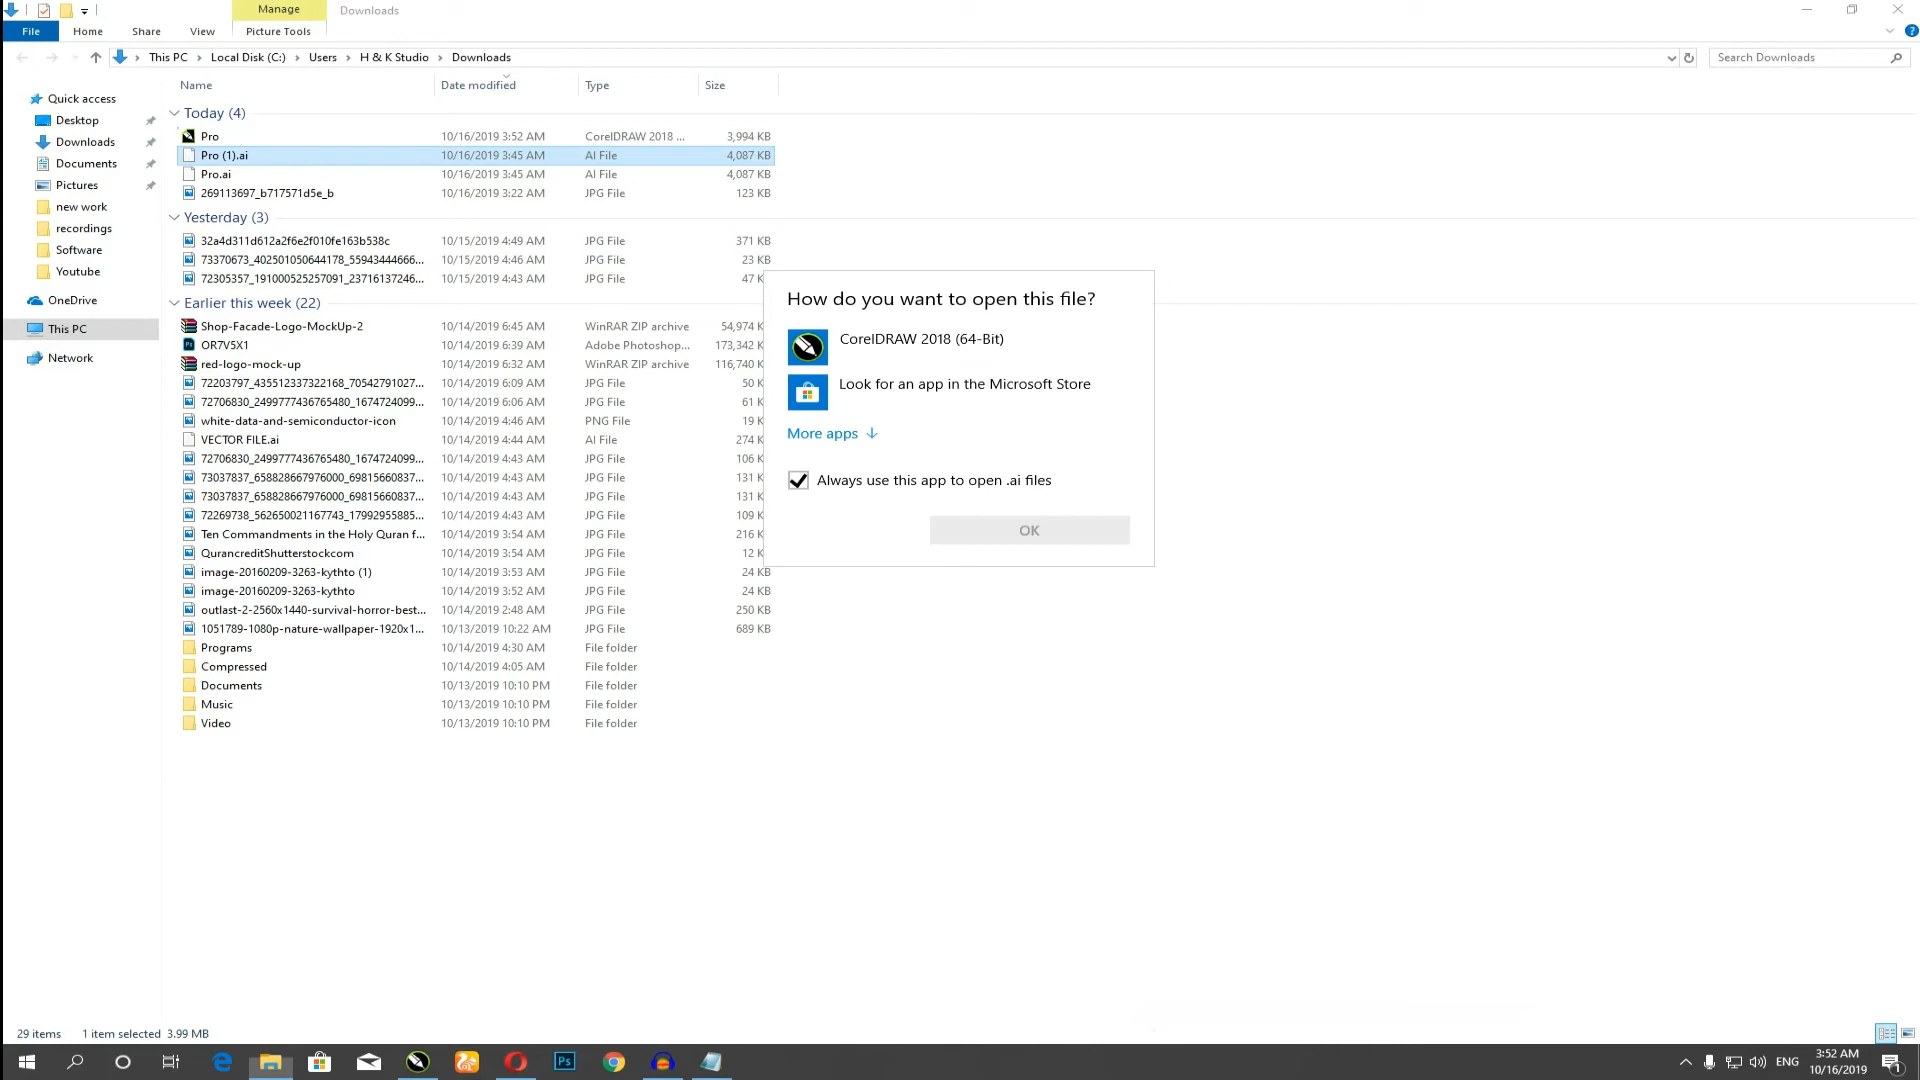 Manage
Downloads
File
Home
Share
View
Picture Tools
This PC
Local Disk (C:)
Users
H & K Studio
Downloads
Search Downloads
Name
Date modified
Type
Size
Quick access
Desktop
Downloads
Documents
Pictures
new work
recordings
Software
Youtube
OneDrive
This PC
Network
Today (4)
Pro 10/16/2019 3:52 AM CorelDRAW 2018 ... 3,994 KB
Pro (1).ai 10/16/2019 3:45 AM AI File 4,087 KB
Pro.ai 10/16/2019 3:45 AM AI File 4,087 KB
269113697_b717571d5e_b 10/16/2019 3:22 AM JPG File 123 KB
Yesterday (3)
32a4d311d612a2f6e2f010fe163b538c 10/15/2019 4:49 AM JPG File 371 KB
73370673_402501050644178_55943444666... 10/15/2019 4:46 AM JPG File 23 KB
72305357_191000525257091_23716137246... 10/15/2019 4:43 AM JPG File 47 K
Earlier this week (22)
Shop-Facade-Logo-MockUp-2 10/14/2019 6:45 AM WinRAR ZIP archive 54,974 K
OR7V5X1 10/14/2019 6:39 AM Adobe Photoshop... 173,342 K
red-logo-mock-up 10/14/2019 6:32 AM WinRAR ZIP archive 116,740 K
72203797_435512337322168_70542791027... 10/14/2019 6:09 AM JPG File 50 K
72706830_2499777436765480_1674724099... 10/14/2019 6:06 AM JPG File 61 K
white-data-and-semiconductor-icon 10/14/2019 4:46 AM PNG File 19 K
VECTOR FILE.ai 10/14/2019 4:44 AM AI File 274 K
72706830_2499777436765480_1674724099... 10/14/2019 4:43 AM JPG File 106 K
73037837_658828667976000_69815660837... 10/14/2019 4:43 AM JPG File 131 K
73037837_658828667976000_69815660837... 10/14/2019 4:43 AM JPG File 131 K
72269738_562650021167743_17992955885... 10/14/2019 4:43 AM JPG File 109 K
Ten Commandments in the Holy Quran f... 10/14/2019 3:54 AM JPG File 216 K
QurancreditShutterstockcom 10/14/2019 3:54 AM JPG File 12 K
image-20160209-3263-kythto (1) 10/14/2019 3:53 AM JPG File 24 KB
image-20160209-3263-kythto 10/14/2019 3:52 AM JPG File 24 KB
outlast-2-2560x1440-survival-horror-best... 10/14/2019 2:48 AM JPG File 250 KB
1051789-1080p-nature-wallpaper-1920x1... 10/13/2019 10:22 AM JPG File 689 KB
Programs 10/14/2019 4:30 AM File folder
Compressed 10/14/2019 4:05 AM File folder
Documents 10/13/2019 10:10 PM File folder
Music 10/13/2019 10:10 PM File folder
Video 10/13/2019 10:10 PM File folder
How do you want to open this file?
CorelDRAW 2018 (64-Bit)
Look for an app in the Microsoft Store
More apps
Always use this app to open .ai files
OK
29 items 1 item selected 3.99 MB
Ps
ENG
3:52 AM
10/16/2019
1